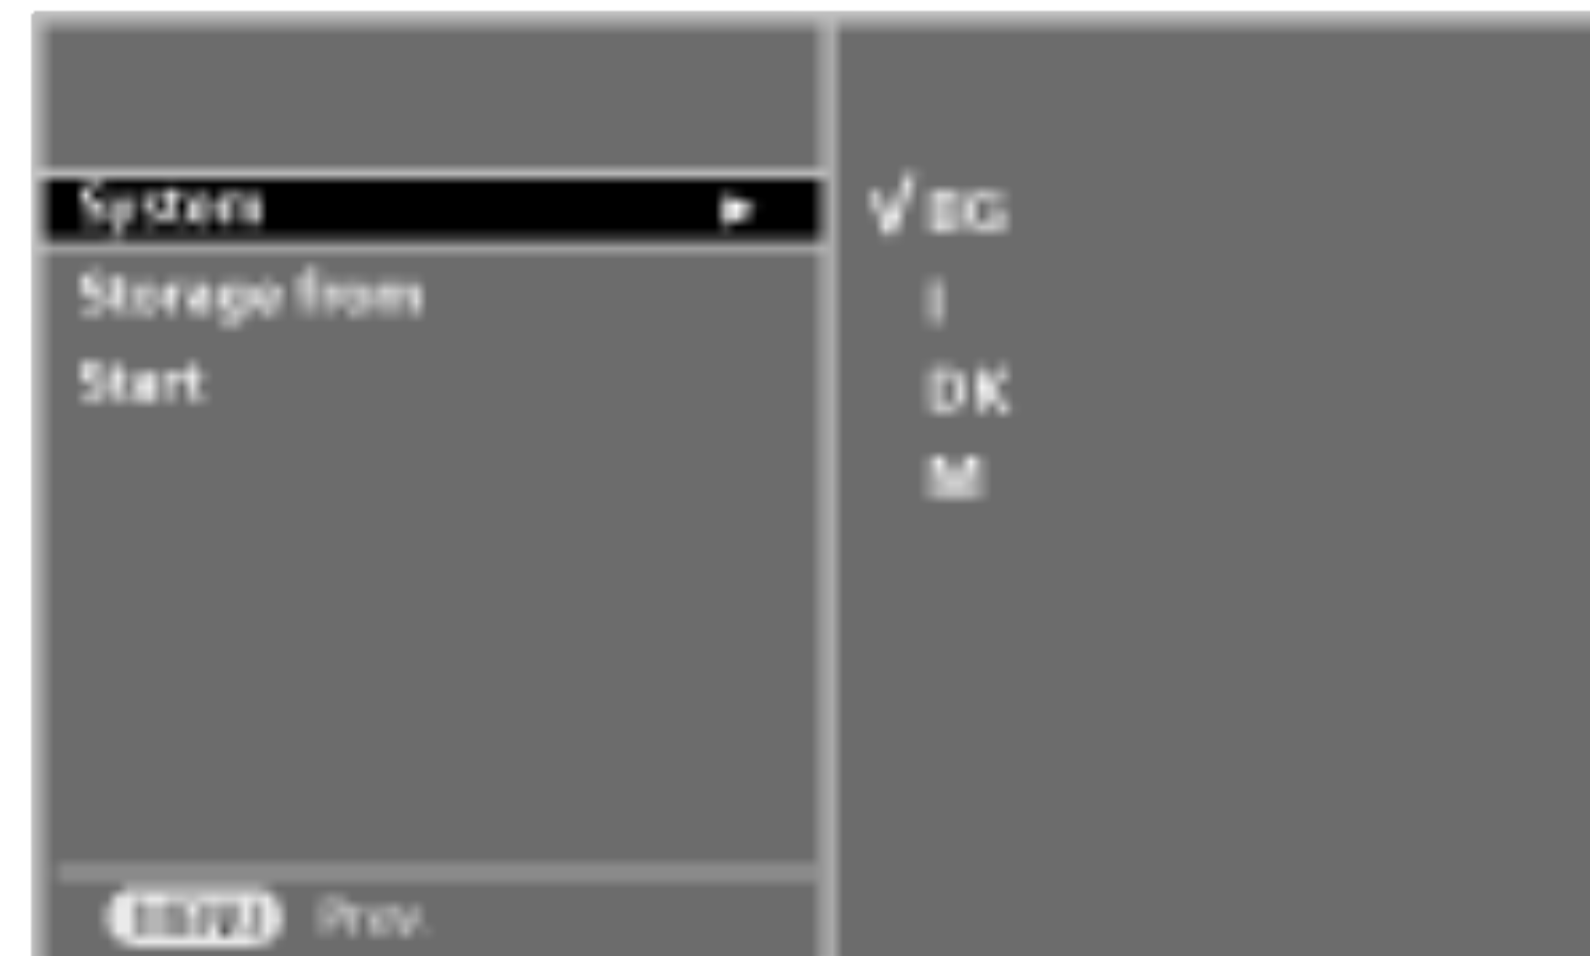 System
√ BG
I
Storage from
DK
Start
M
Prev.